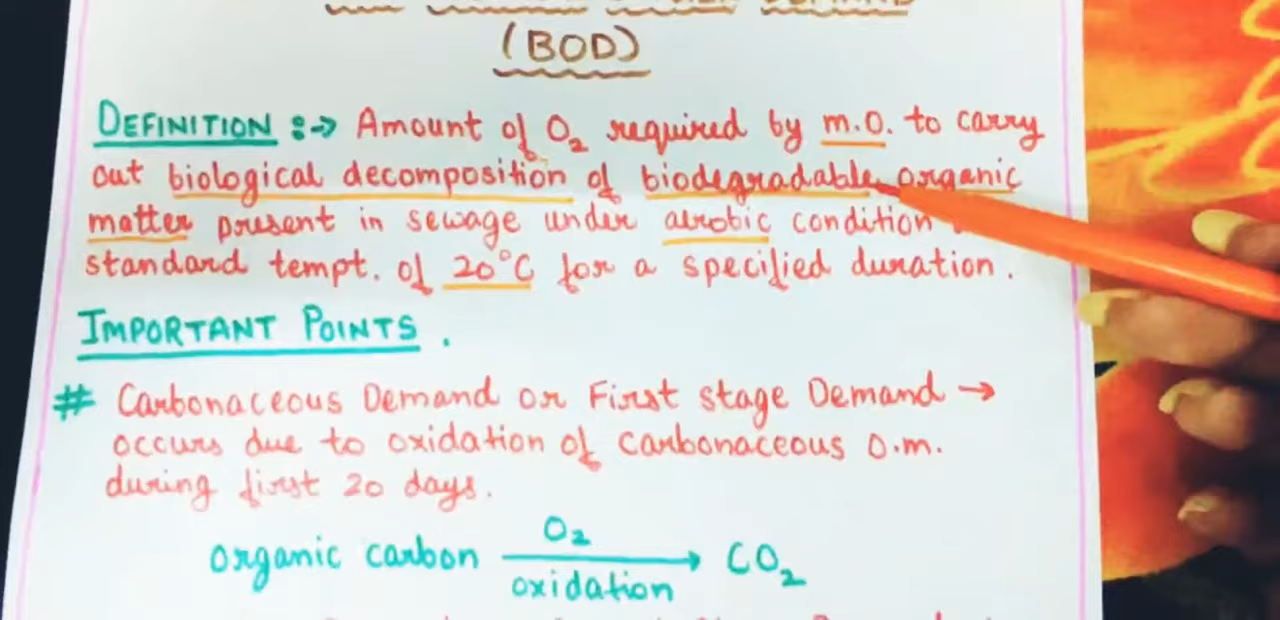 DEMAND
(BOD)
DEFINITION :→ Amount of O₂ required by m.O. to carry
out biological decomposition of biodegradable organic
matter present in sewage under aerobic condition
standard tempt. of 20°C for a specified duration.
IMPORTANT POINTS.
# Carbonaceous Demand or First stage Demand →
occurs due to oxidation of carbonaceous O.m.
during first 20 days.
organic carbon O₂ → CO₂
oxidation